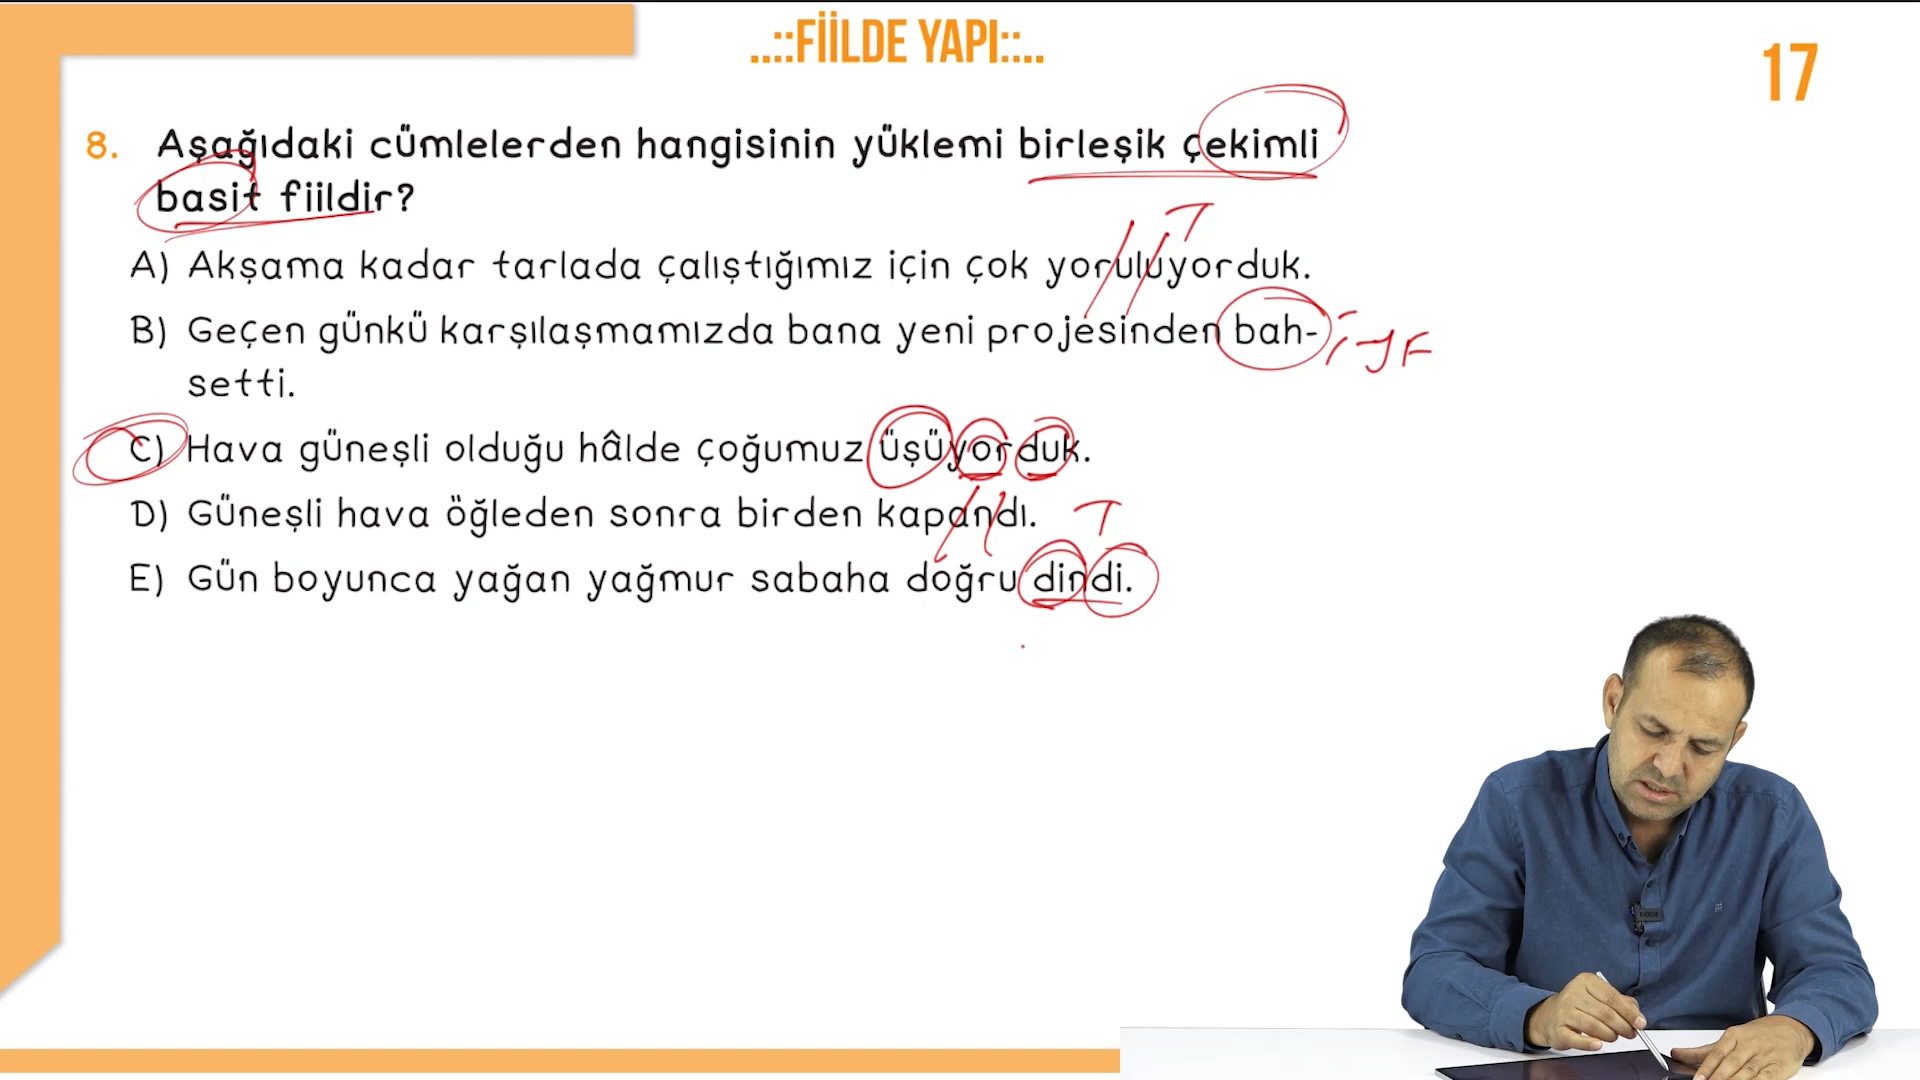 ..::FİİLDE YAPI::..
17
8. Aşağıdaki cümlelerden hangisinin yüklemi birleşik çekimli
basit fiildir?
T
A) Akşama kadar tarlada çalıştığımız için çok yoruluyorduk.
B) Geçen günkü karşılaşmamızda bana yeni projesinden bah-
setti.
C) Hava güneşli olduğu hâlde çoğumuz üşüyorduk.
D) Güneşli hava öğleden sonra birden kapandı.
T
E) Gün boyunca yağan yağmur sabaha doğru dindi.